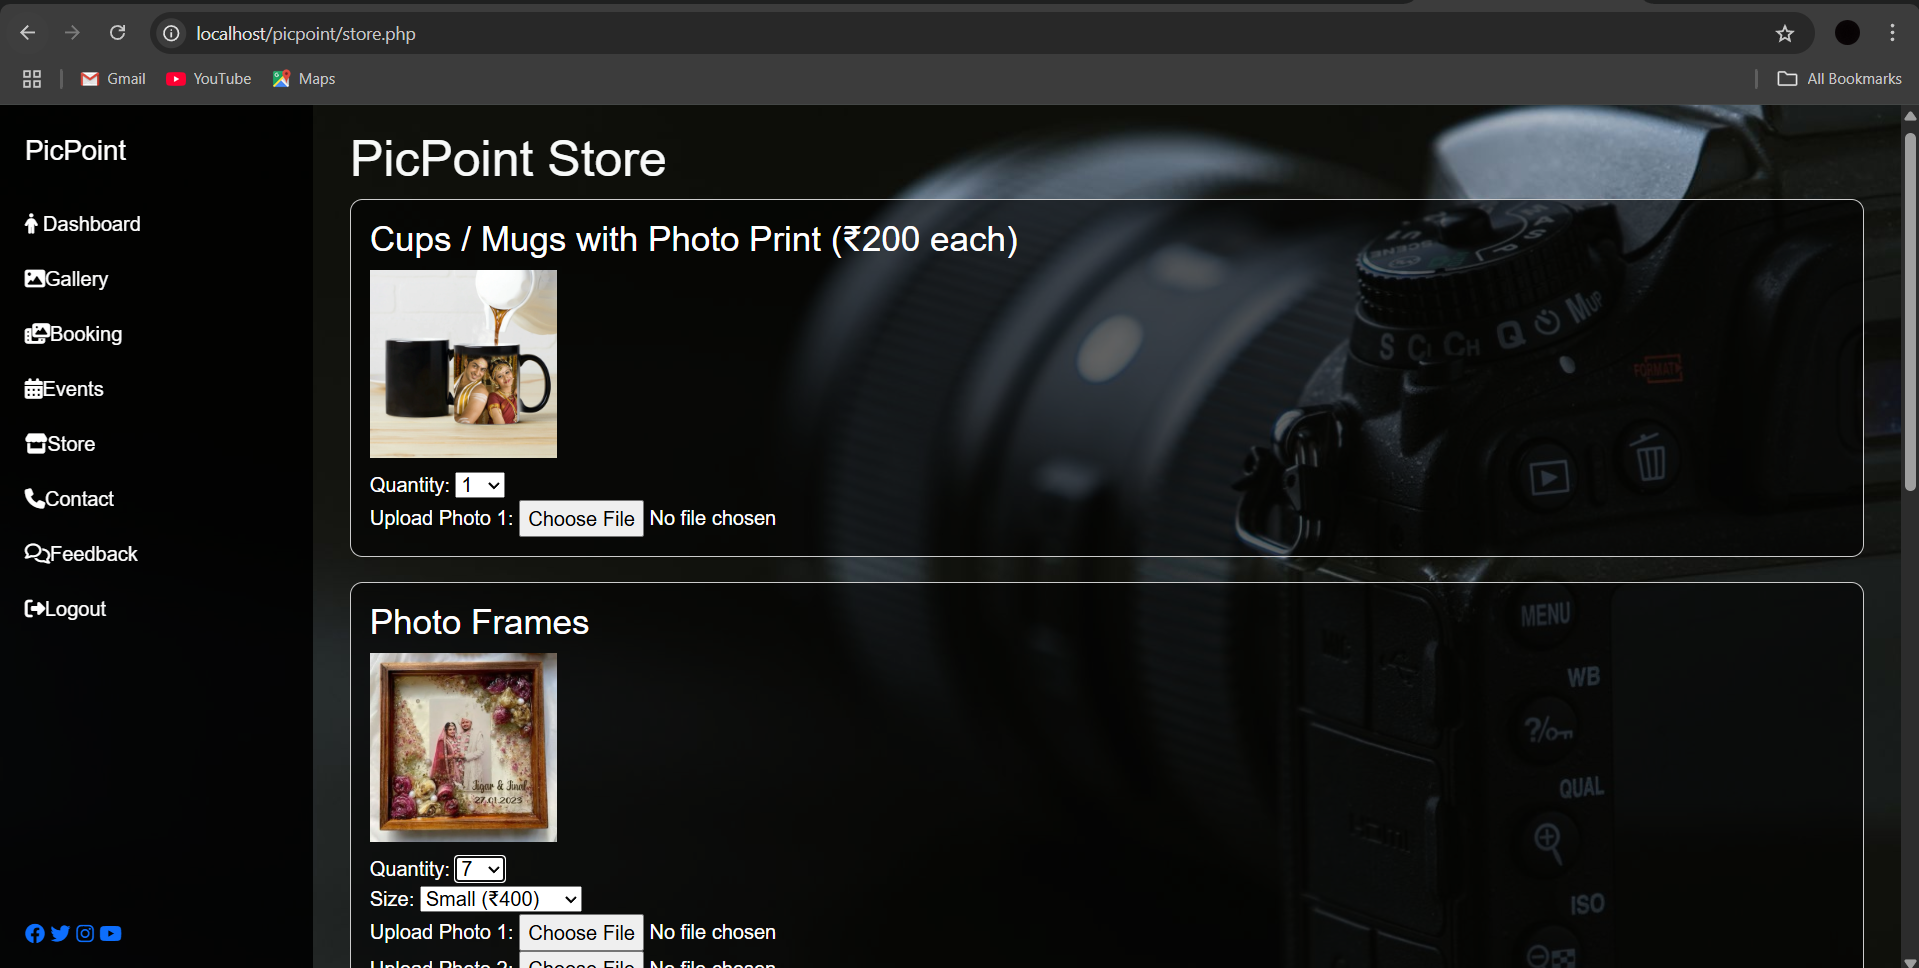 localhost/picpoint/store.php
Gmail
YouTube
Maps
All Bookmarks
PicPoint
Dashboard
Gallery
Booking
Events
Store
Contact
Feedback
Logout
PicPoint Store
Cups / Mugs with Photo Print (₹200 each)
Quantity: 1
Upload Photo 1: Choose File No file chosen
Photo Frames
Jigar & Jinal
27.01.2023
Quantity: 7
Size: Small (₹400)
Upload Photo 1: Choose File No file chosen
Upload Photo 2: Choose File No file chosen
S CL CH Q MUP
FORMAT
MENU
WB
?/
QUAL
ISO